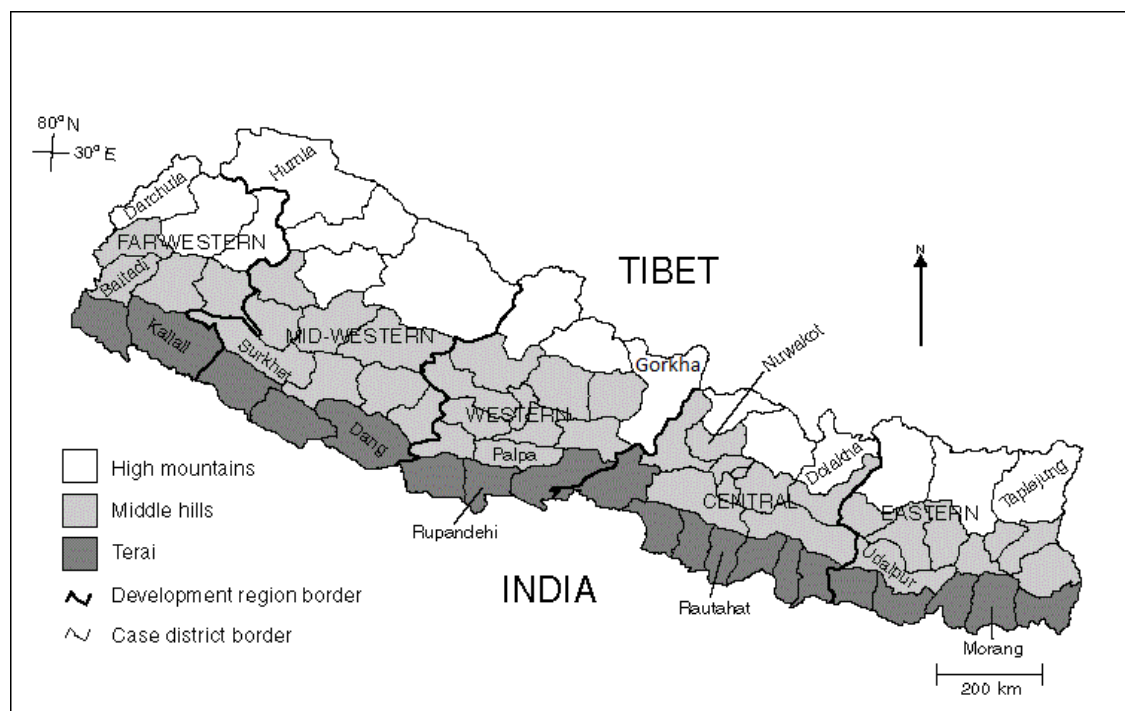 80°N
30°E
Humla
Darchula
FARWESTERN
TIBET
N
Baitadi
Nuwakot
Kallali
MID-WESTERN
Surkhet
Gorkha
WESTERN
Dang
Palpa
Dolakha
Taplejung
High mountains
CENTRAL
EASTERN
Middle hills
Rupandehi
Udaipur
Terai
INDIA
Development region border
Rautahat
Case district border
Morang
200 km